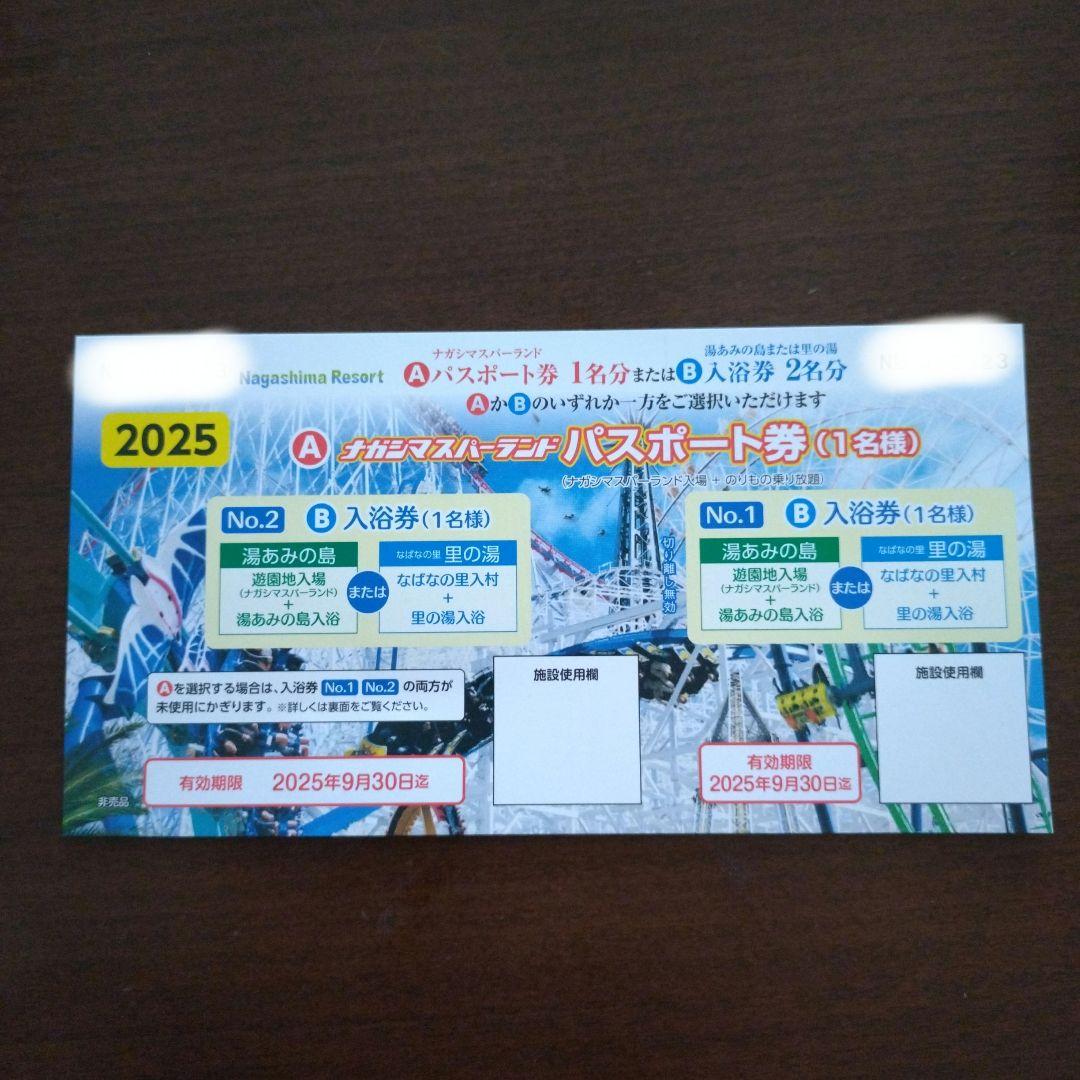 Nagashima Resort
ナガシマスパーランド
湯あみの島または里の湯
Ⓐパスポート券 1名分またはⒷ入浴券 2名分
ⒶかⒷのいずれか一方をご選択いただけます
2025
Ⓐ ナガシマスパーランド パスポート券(1名様)
(ナガシマスパーランド入場 + のりもの乗り放題)
No.2 Ⓑ 入浴券(1名様)
湯あみの島
遊園地入場
(ナガシマスパーランド)
+
湯あみの島入浴
または
なばなの里 里の湯
なばなの里入村
+
里の湯入浴
切り離し無効
No.1 Ⓑ 入浴券(1名様)
湯あみの島
遊園地入場
(ナガシマスパーランド)
+
湯あみの島入浴
または
なばなの里 里の湯
なばなの里入村
+
里の湯入浴
Ⓐを選択する場合は、入浴券 No.1 No.2 の両方が
未使用にかぎります。※詳しくは裏面をご覧ください。
施設使用欄
施設使用欄
有効期限 2025年9月30日迄
有効期限
2025年9月30日迄
非売品